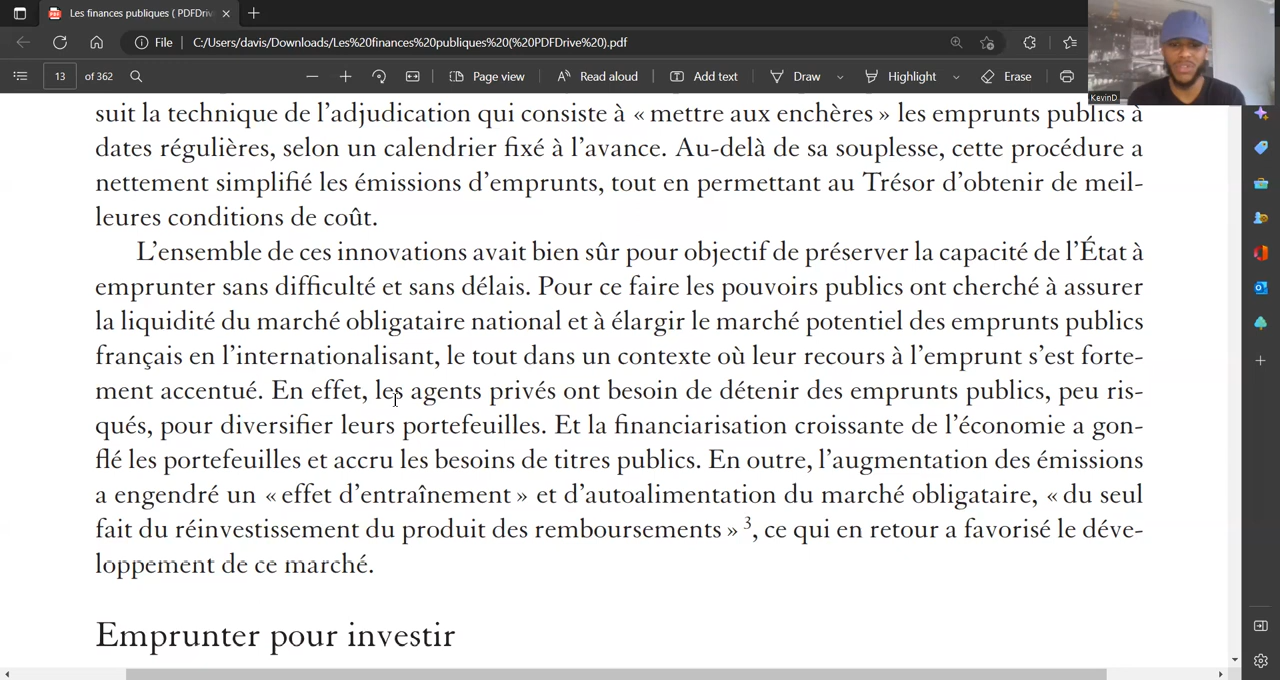 Les finances publiques ( PDFDriv
File
C:/Users/davis/Downloads/Les%20finances%20publiques%20(%20PDFDrive%20).pdf
13 of 362
Page view
Read aloud
Add text
Draw
Highlight
Erase
KevinD
suit la technique de l’adjudication qui consiste à « mettre aux enchères » les emprunts publics à
dates régulières, selon un calendrier fixé à l’avance. Au-delà de sa souplesse, cette procédure a
nettement simplifié les émissions d’emprunts, tout en permettant au Trésor d’obtenir de meil-
leures conditions de coût.
L’ensemble de ces innovations avait bien sûr pour objectif de préserver la capacité de l’État à
emprunter sans difficulté et sans délais. Pour ce faire les pouvoirs publics ont cherché à assurer
la liquidité du marché obligataire national et à élargir le marché potentiel des emprunts publics
français en l’internationalisant, le tout dans un contexte où leur recours à l’emprunt s’est forte-
ment accentué. En effet, les agents privés ont besoin de détenir des emprunts publics, peu ris-
qués, pour diversifier leurs portefeuilles. Et la financiarisation croissante de l’économie a gon-
flé les portefeuilles et accru les besoins de titres publics. En outre, l’augmentation des émissions
a engendré un « effet d’entraînement » et d’autoalimentation du marché obligataire, « du seul
fait du réinvestissement du produit des remboursements » 3, ce qui en retour a favorisé le déve-
loppement de ce marché.
Emprunter pour investir